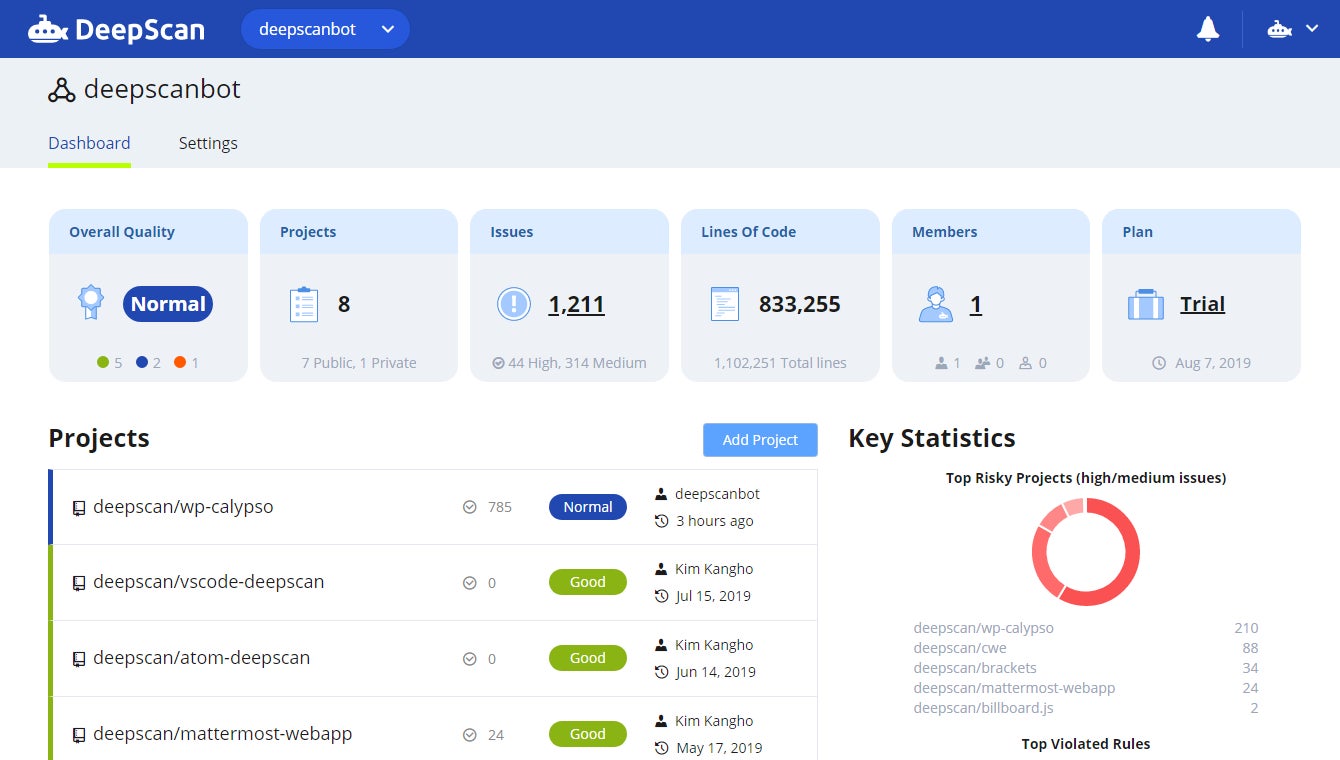 DeepScan deepscanbot
deepscanbot
Dashboard Settings
Overall Quality
Normal
5 2 1
Projects
8
7 Public, 1 Private
Issues
1,211
44 High, 314 Medium
Lines Of Code
833,255
1,102,251 Total lines
Members
1
1 0 0
Plan
Trial
Aug 7, 2019
Projects
Add Project
deepscan/wp-calypso 785 Normal deepscanbot
3 hours ago
deepscan/vscode-deepscan 0 Good Kim Kangho
Jul 15, 2019
deepscan/atom-deepscan 0 Good Kim Kangho
Jun 14, 2019
deepscan/mattermost-webapp 24 Good Kim Kangho
May 17, 2019
Key Statistics
Top Risky Projects (high/medium issues)
deepscan/wp-calypso 210
deepscan/cwe 88
deepscan/brackets 34
deepscan/mattermost-webapp 24
deepscan/billboard.js 2
Top Violated Rules